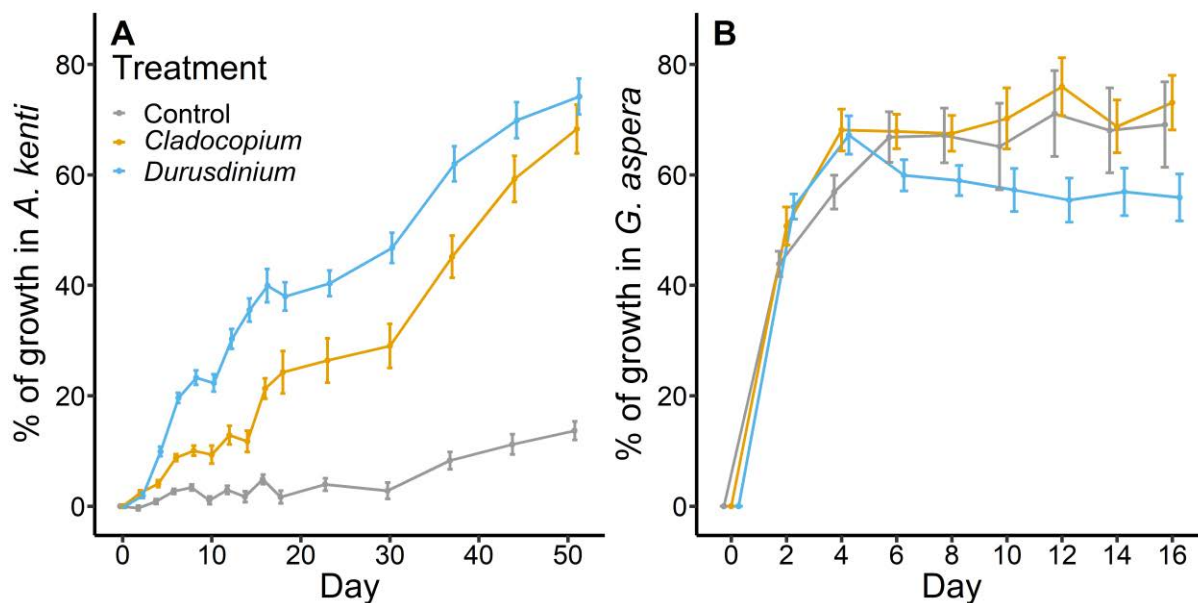 A
Treatment
Control
Cladocopium
Durusdinium
% of growth in A. kenti
80
60
40
20
0
0 10 20 30 40 50
Day
B
% of growth in G. aspera
80
60
40
20
0
0 2 4 6 8 10 12 14 16
Day